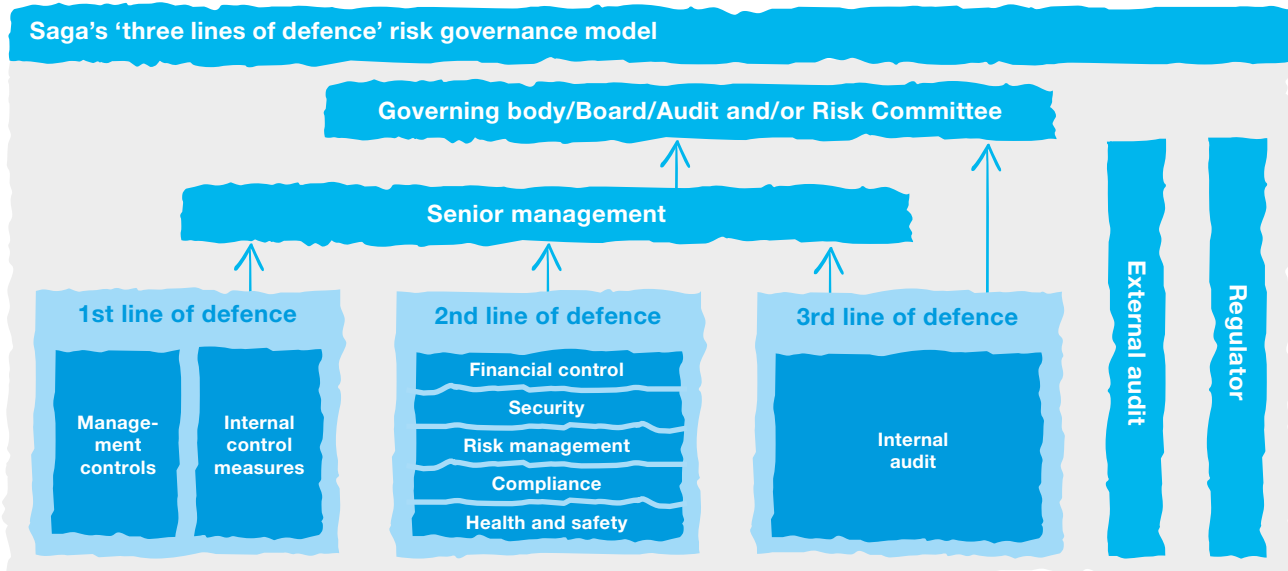 Saga's ‘three lines of defence’ risk governance model
Governing body/Board/Audit and/or Risk Committee
Senior management
1st line of defence
Manage-
ment
controls
Internal
control
measures
2nd line of defence
Financial control
Security
Risk management
Compliance
Health and safety
3rd line of defence
Internal
audit
External audit
Regulator